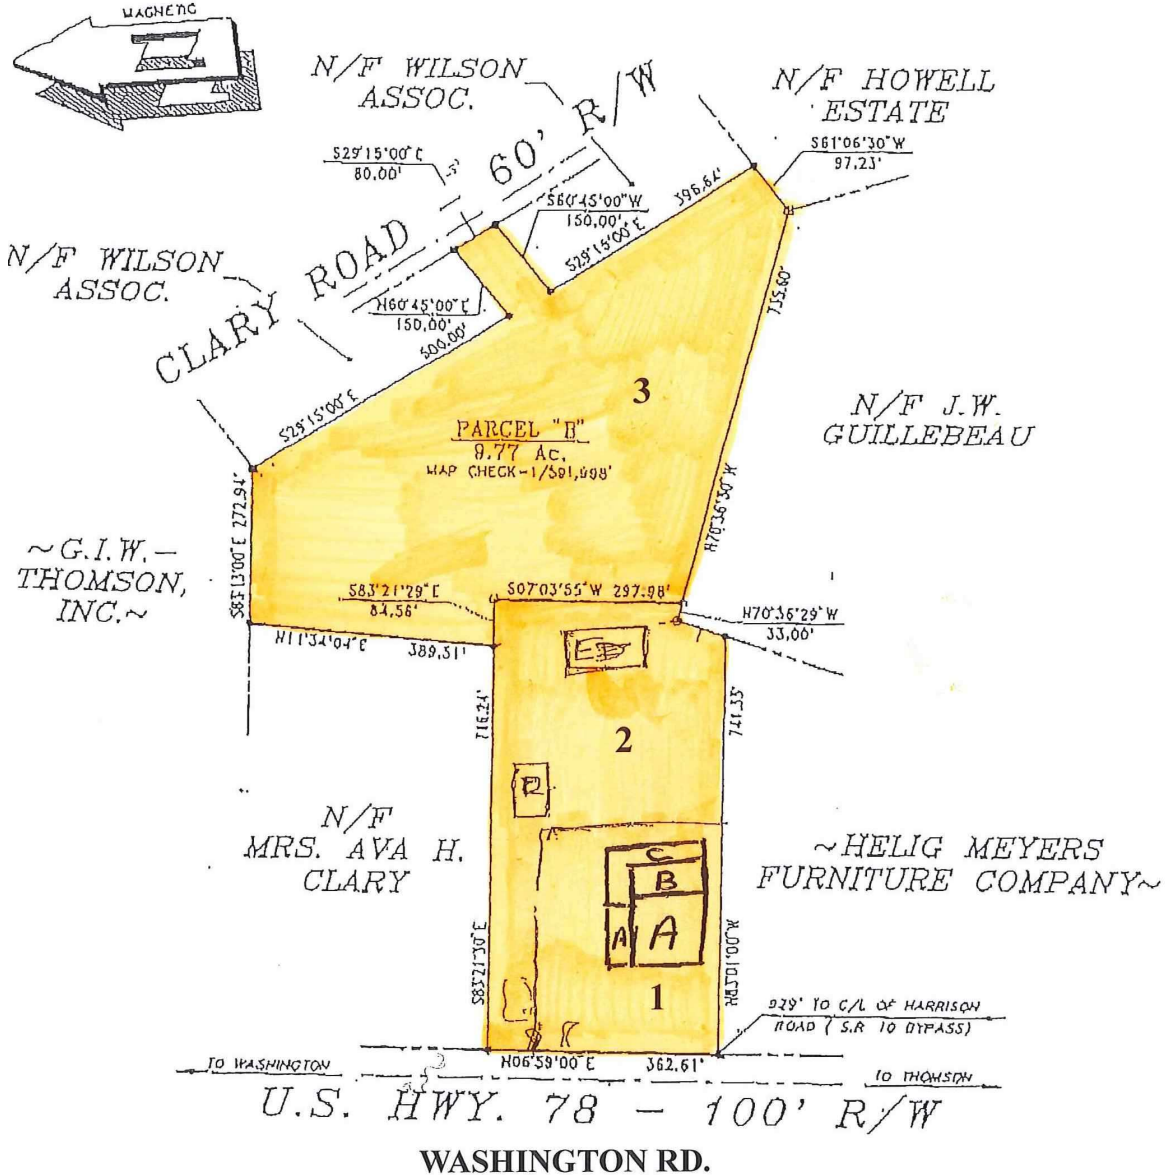 MAGNETIC
N/F WILSON
ASSOC.
60' R/W
N/F HOWELL
ESTATE
S61°06'30"W
97.23'
S29°15'00"E
80.00'
S60°45'00"W
150.00'
396.64'
S29°15'00"E
CLARY ROAD
N/F WILSON
ASSOC.
N60°45'00"E
150.00'
500.00'
S29°15'00"E
735.60'
N70°36'30"W
3
PARCEL "B"
9.77 Ac.
MAP CHECK-1/591,998'
N/F J.W.
GUILLEBEAU
272.94'
S83°13'00"E
~G.I.W.-
THOMSON,
INC.~
S83°21'29"E
84.56'
S07°03'55"W 297.98'
N70°36'29"W
33.00'
N11°34'04"E 389.31'
E
716.24'
741.33'
2
N/F
MRS. AVA H.
CLARY
C
B
A
A
~HELIG MEYERS
FURNITURE COMPANY~
S83°21'30"E
1
929' TO C/L OF HARRISON
ROAD (S.R. 10 BYPASS)
TO WASHINGTON
N06°59'00"E 362.61'
TO THOMSON
U.S. HWY. 78 - 100' R/W
WASHINGTON RD.